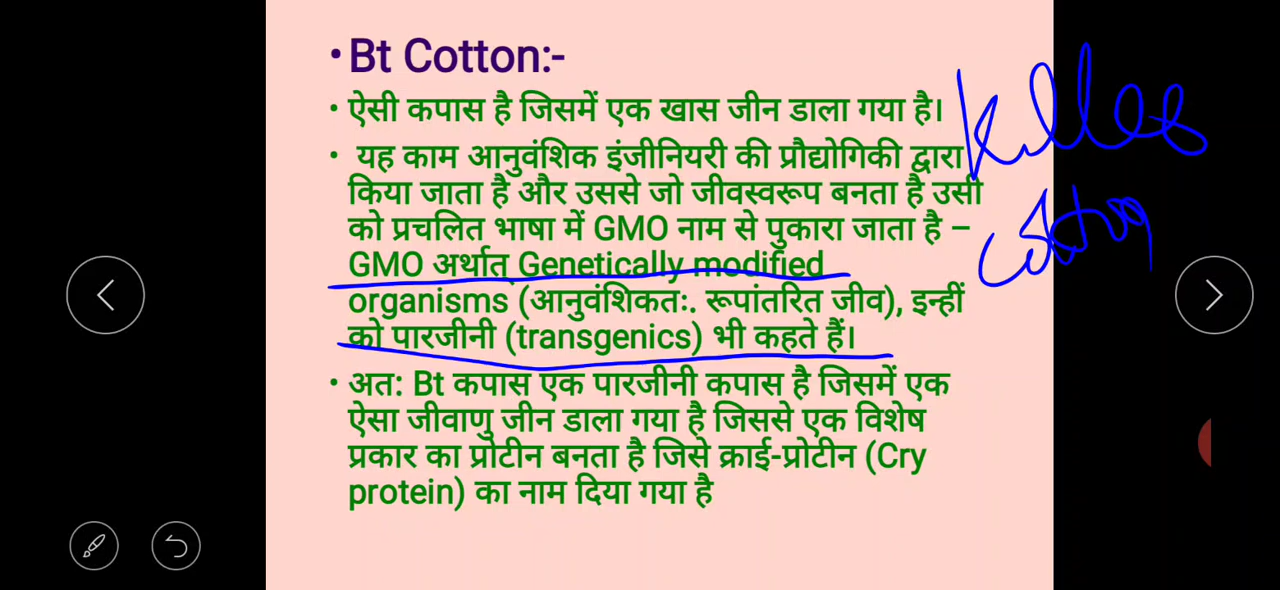 •Bt Cotton:-
• ऐसी कपास है जिसमें एक खास जीन डाला गया है।
• यह काम आनुवंशिक इंजीनियरी की प्रौद्योगिकी द्वारा
किया जाता है और उससे जो जीवस्वरूप बनता है उसी
को प्रचलित भाषा में GMO नाम से पुकारा जाता है –
GMO अर्थात् Genetically modified
organisms (आनुवंशिकतः. रूपांतरित जीव), इन्हीं
को पारजीनी (transgenics) भी कहते हैं।
• अत: Bt कपास एक पारजीनी कपास है जिसमें एक
ऐसा जीवाणु जीन डाला गया है जिससे एक विशेष
प्रकार का प्रोटीन बनता है जिसे क्राई-प्रोटीन (Cry
protein) का नाम दिया गया है
cotton